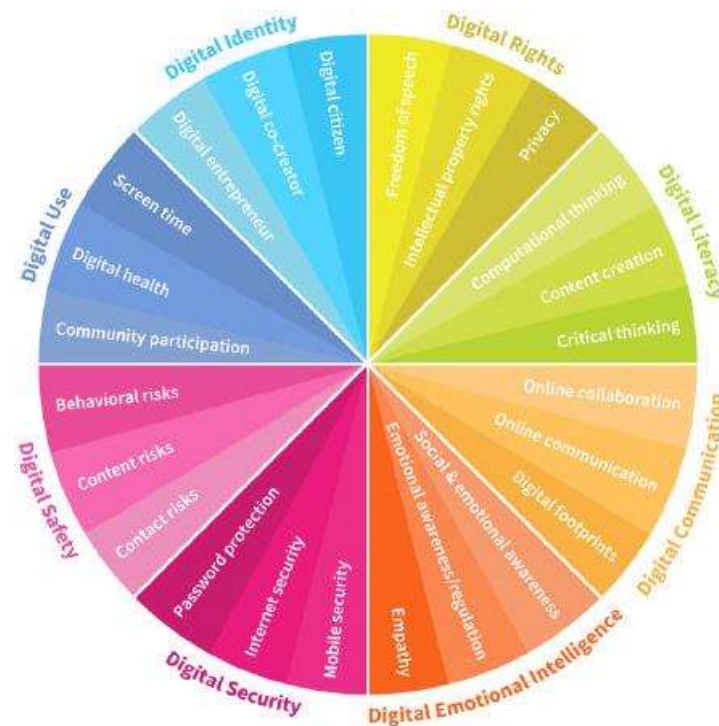 Digital Identity
Digital entrepreneur
Digital co-creator
Digital citizen
Digital Rights
Freedom of speech
Intellectual property rights
Privacy
Digital Literacy
Computational thinking
Content creation
Critical thinking
Digital Communication
Online collaboration
Online communication
Digital footprints
Digital Emotional Intelligence
Social & emotional awareness
Emotional awareness/regulation
Empathy
Digital Security
Mobile security
Internet security
Password protection
Digital Safety
Contact risks
Content risks
Behavioral risks
Digital Use
Community participation
Digital health
Screen time